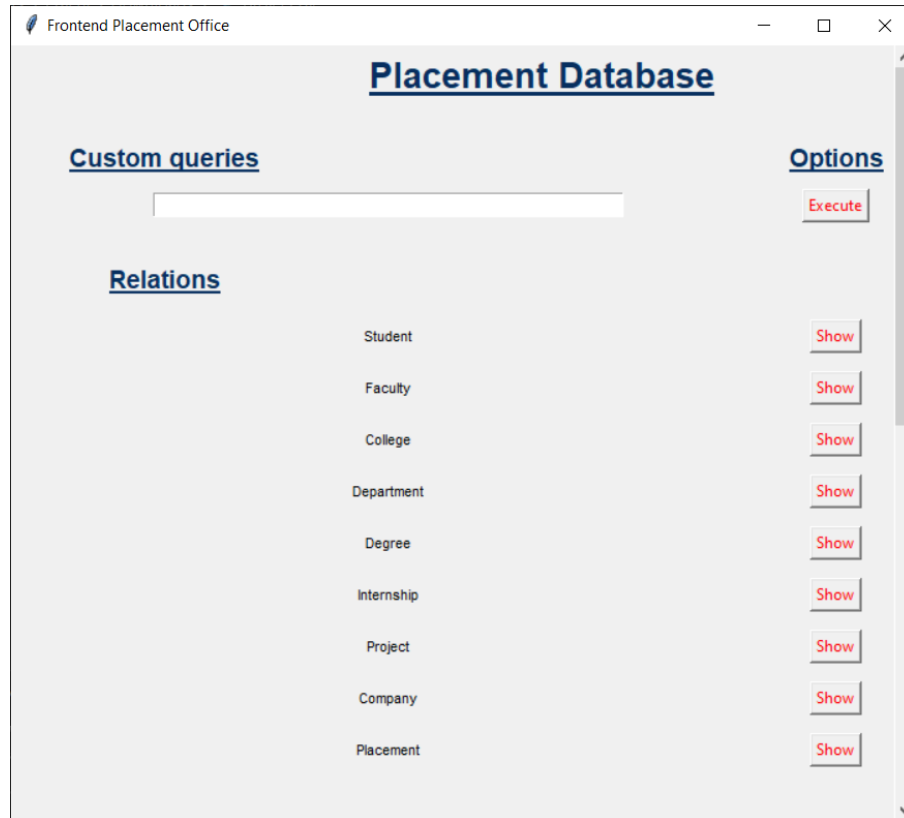 Frontend Placement Office
Placement Database
Custom queries Options
Execute
Relations
Student Show
Faculty Show
College Show
Department Show
Degree Show
Internship Show
Project Show
Company Show
Placement Show